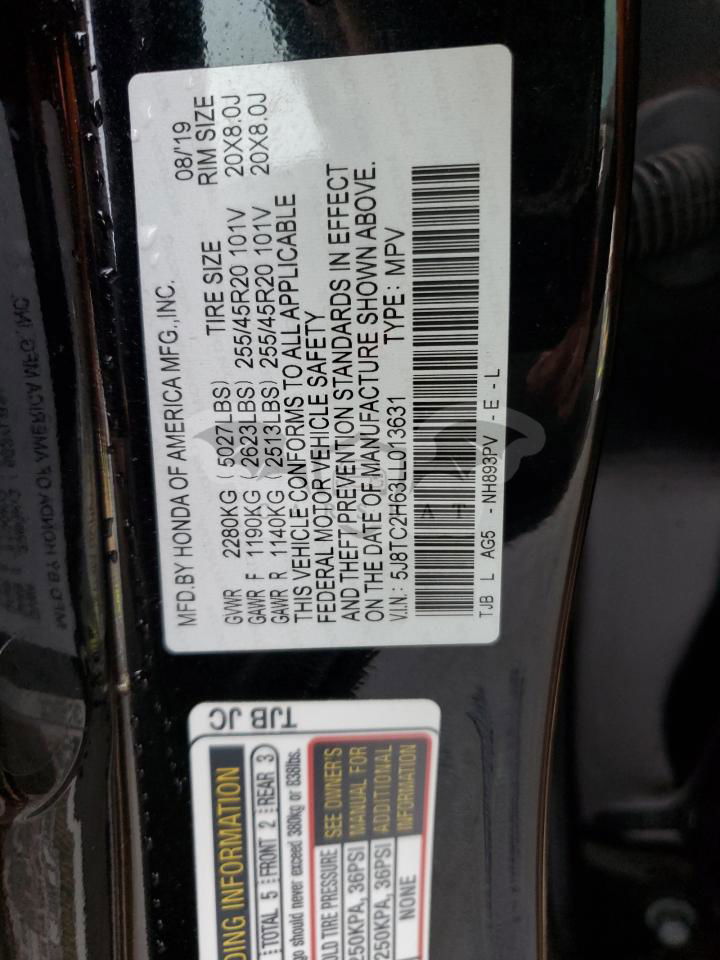 MFD.BY HONDA OF AMERICA MFG.,INC. 08/'19
GVWR 2280KG (5027LBS) TIRE SIZE RIM SIZE
GAWR F 1190KG (2623LBS) 255/45R20 101V 20X8.0J
GAWR R 1140KG (2513LBS) 255/45R20 101V 20X8.0J
THIS VEHICLE CONFORMS TO ALL APPLICABLE
FEDERAL MOTOR VEHICLE SAFETY
AND THEFT PREVENTION STANDARDS IN EFFECT
ON THE DATE OF MANUFACTURE SHOWN ABOVE.
V.I.N.: 5J8TC2H63LL013631 TYPE: MPV
TJB L AG5 -NH893PV -E-L
TJB JC
DING INFORMATION
TOTAL 5 FRONT 2 REAR 3
go should never exceed 380kg or 838lbs.
OLD TIRE PRESSURE SEE OWNER'S
250KPA, 36PSI MANUAL FOR
250KPA, 36PSI ADDITIONAL
NONE INFORMATION